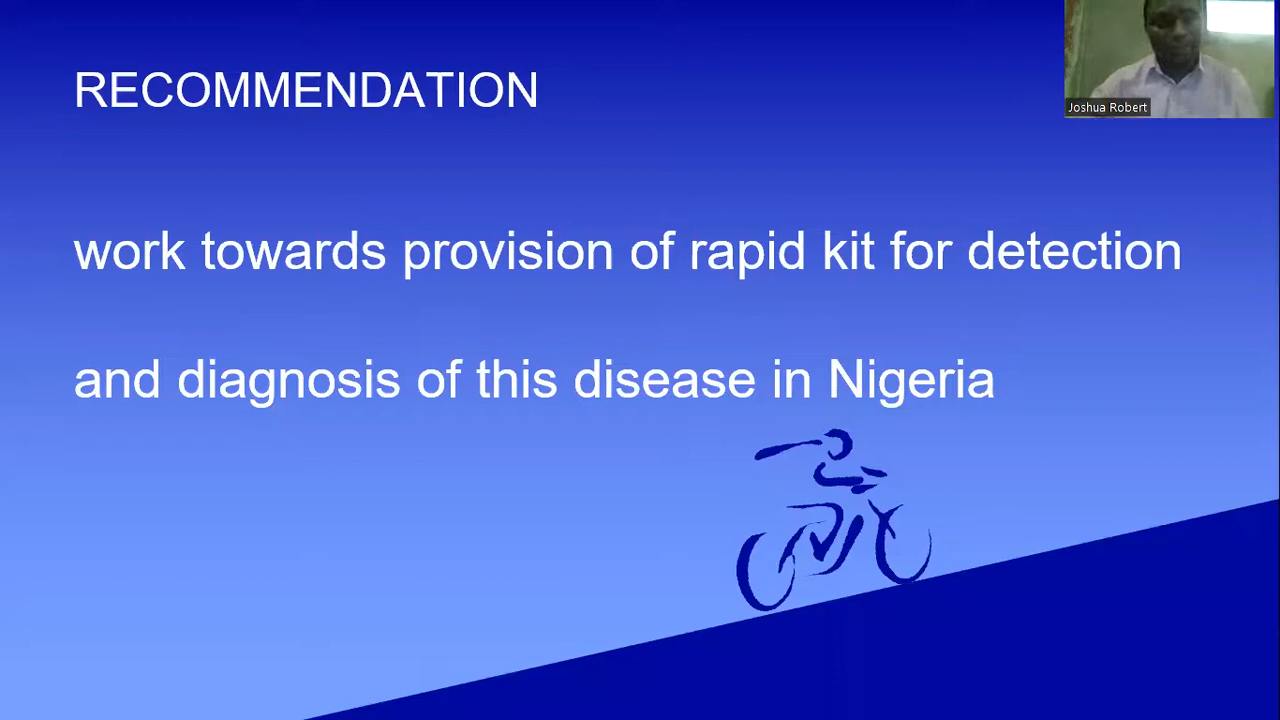 RECOMMENDATION
Joshua Robert
work towards provision of rapid kit for detection
and diagnosis of this disease in Nigeria